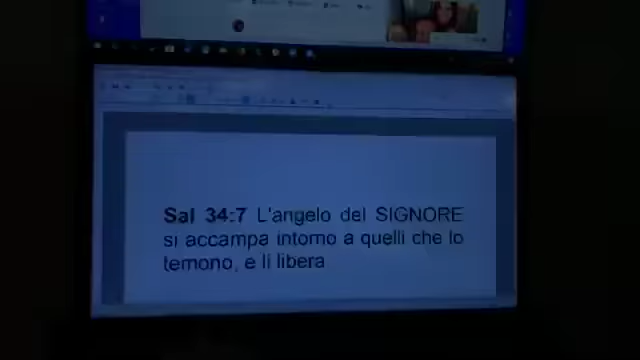 Sal 34:7 L'angelo del SIGNORE
si accampa intorno a quelli che lo
temono, e li libera